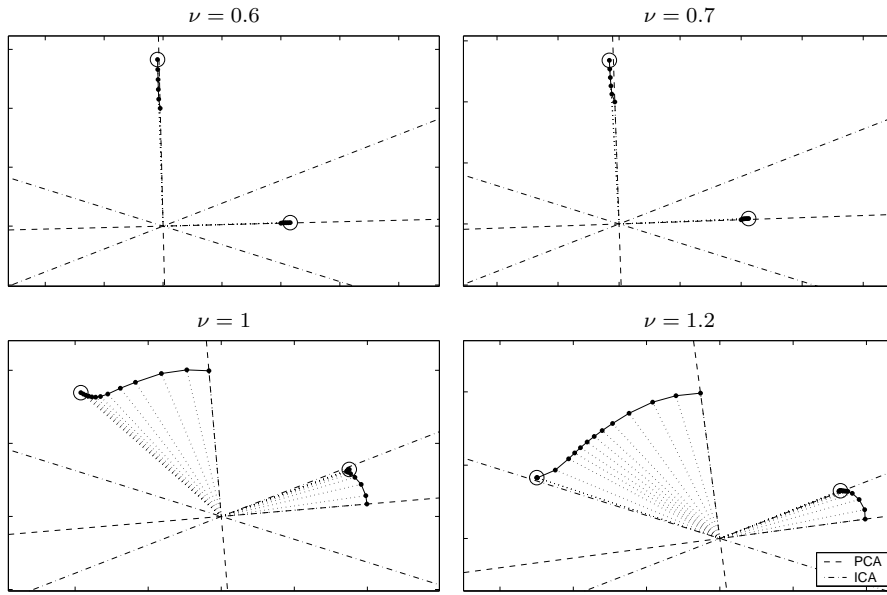 ν = 0.6
ν = 0.7
ν = 1
ν = 1.2
PCA
ICA